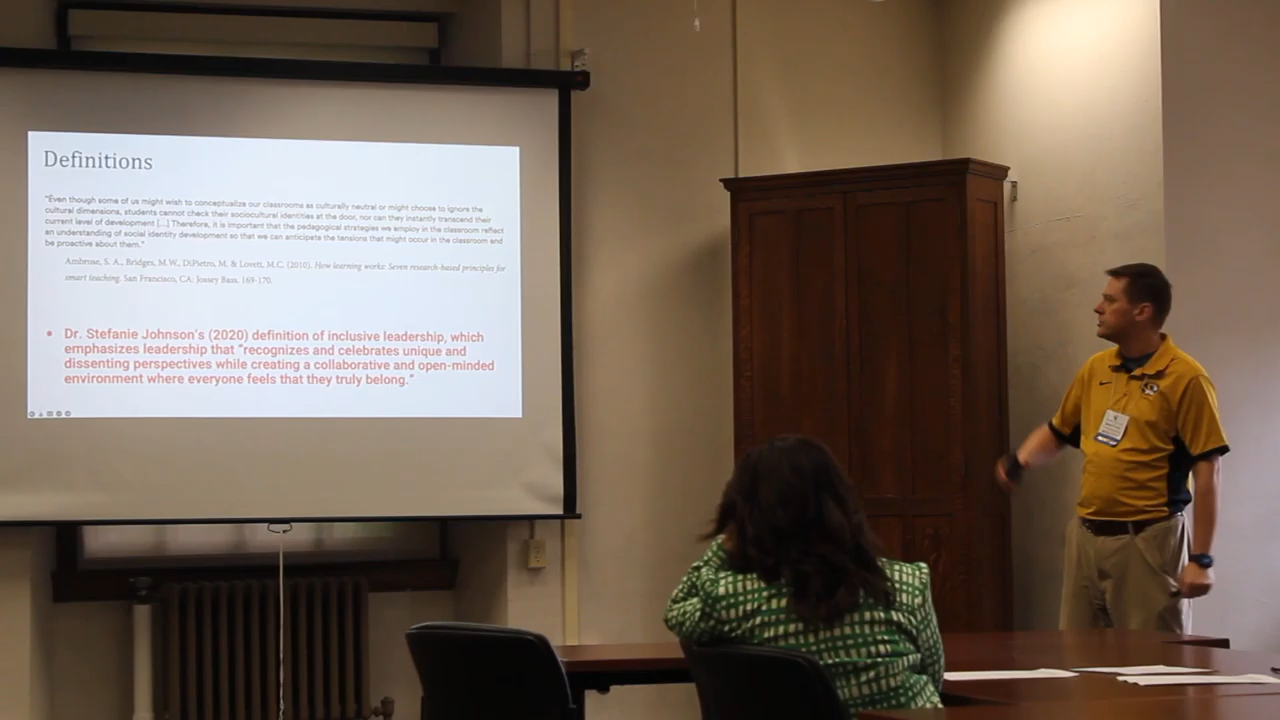 Definitions
"Even though some of us might wish to conceptualize our classrooms as culturally neutral or might choose to ignore the
cultural dimensions, students cannot check their sociocultural identities at the door, nor can they instantly transcend their
current level of development [...] Therefore, it is important that the pedagogical strategies we employ in the classroom reflect
an understanding of social identity development so that we can anticipate the tensions that might occur in the classroom and
be proactive about them."
Ambrose, S. A., Bridges, M.W., DiPietro, M. & Lovett, M.C. (2010). How learning works: Seven research-based principles for
smart teaching. San Francisco, CA: Jossey Bass. 169-170.
• Dr. Stefanie Johnson's (2020) definition of inclusive leadership, which
emphasizes leadership that "recognizes and celebrates unique and
dissenting perspectives while creating a collaborative and open-minded
environment where everyone feels that they truly belong."